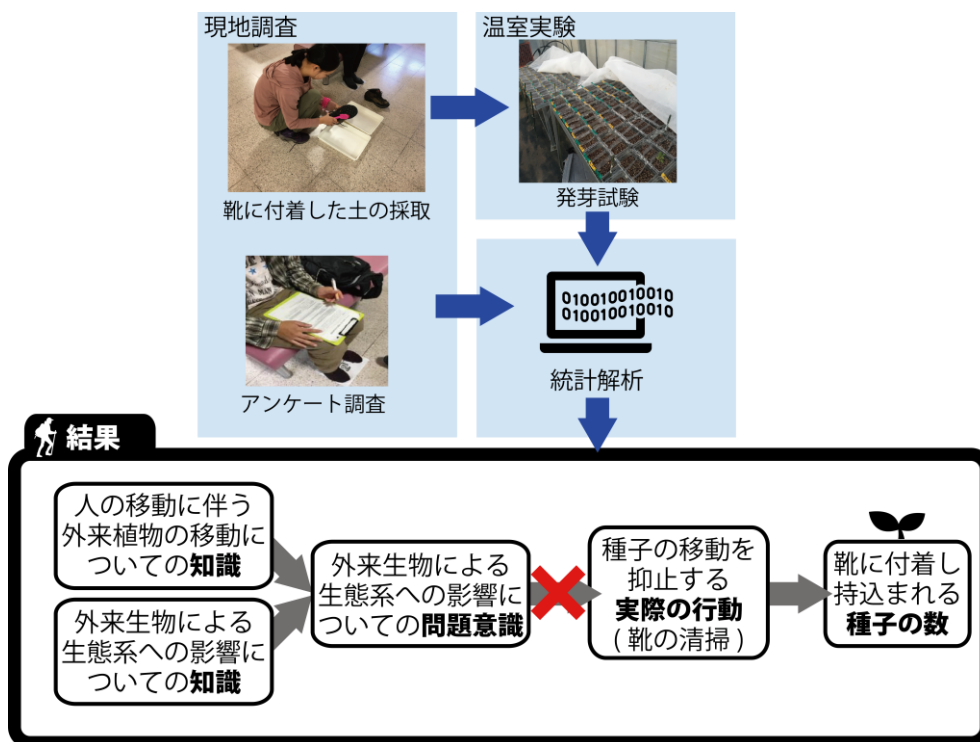 現地調査
靴に付着した土の採取
アンケート調査
温室実験
発芽試験
010010010010
010010010010
統計解析
結果
人の移動に伴う
外来植物の移動に
ついての知識
外来生物による
生態系への影響に
ついての知識
外来生物による
生態系への影響に
ついての問題意識
種子の移動を
抑止する
実際の行動
(靴の清掃)
靴に付着し
持込まれる
種子の数